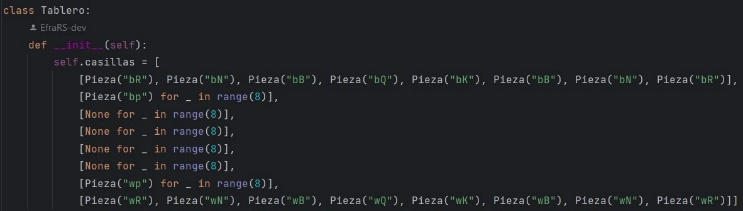 class Tablero:
EfraRS-dev
def __init__(self):
self.casillas = [
[Pieza("bR"), Pieza("bN"), Pieza("bB"), Pieza("bQ"), Pieza("bK"), Pieza("bB"), Pieza("bN"), Pieza("bR")],
[Pieza("bp") for _ in range(8)],
[None for _ in range(8)],
[None for _ in range(8)],
[None for _ in range(8)],
[None for _ in range(8)],
[Pieza("wp") for _ in range(8)],
[Pieza("wR"), Pieza("wN"), Pieza("wB"), Pieza("wQ"), Pieza("wK"), Pieza("wB"), Pieza("wN"), Pieza("wR")]]